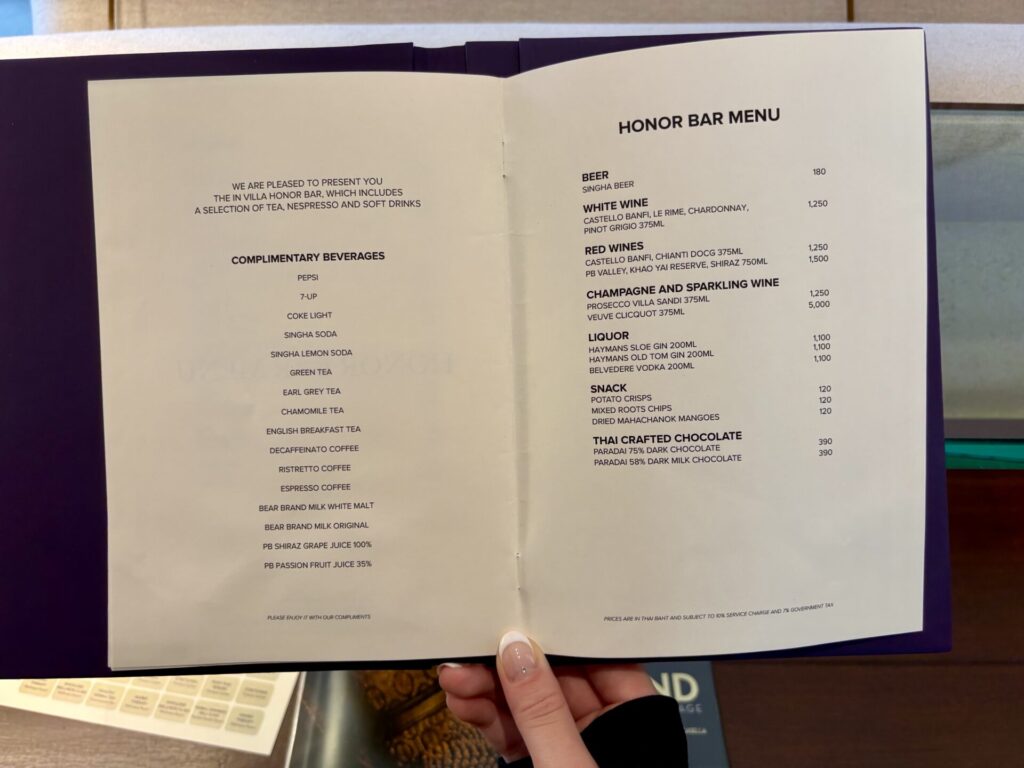 WE ARE PLEASED TO PRESENT YOU
THE IN VILLA HONOR BAR, WHICH INCLUDES
A SELECTION OF TEA, NESPRESSO AND SOFT DRINKS
COMPLIMENTARY BEVERAGES
PEPSI
7-UP
COKE LIGHT
SINGHA SODA
SINGHA LEMON SODA
GREEN TEA
EARL GREY TEA
CHAMOMILE TEA
ENGLISH BREAKFAST TEA
DECAFFEINATO COFFEE
RISTRETTO COFFEE
ESPRESSO COFFEE
BEAR BRAND MILK WHITE MALT
BEAR BRAND MILK ORIGINAL
PB SHIRAZ GRAPE JUICE 100%
PB PASSION FRUIT JUICE 35%
PLEASE ENJOY IT WITH OUR COMPLIMENTS
HONOR BAR MENU
BEER
SINGHA BEER 180
WHITE WINE
CASTELLO BANFI, LE RIME, CHARDONNAY, 1,250
PINOT GRIGIO 375ML
RED WINES
CASTELLO BANFI, CHIANTI DOCG 375ML 1,250
PB VALLEY, KHAO YAI RESERVE, SHIRAZ 750ML 1,500
CHAMPAGNE AND SPARKLING WINE
PROSECCO VILLA SANDI 375ML 1,250
VEUVE CLICQUOT 375ML 5,000
LIQUOR
HAYMANS SLOE GIN 200ML 1,100
HAYMANS OLD TOM GIN 200ML 1,100
BELVEDERE VODKA 200ML 1,100
SNACK
POTATO CRISPS 120
MIXED ROOTS CHIPS 120
DRIED MAHACHANOK MANGOES 120
THAI CRAFTED CHOCOLATE
PARADAI 75% DARK CHOCOLATE 390
PARADAI 58% DARK MILK CHOCOLATE 390
PRICES ARE IN THAI BAHT AND SUBJECT TO 10% SERVICE CHARGE AND 7% GOVERNMENT TAX
ND
AGE